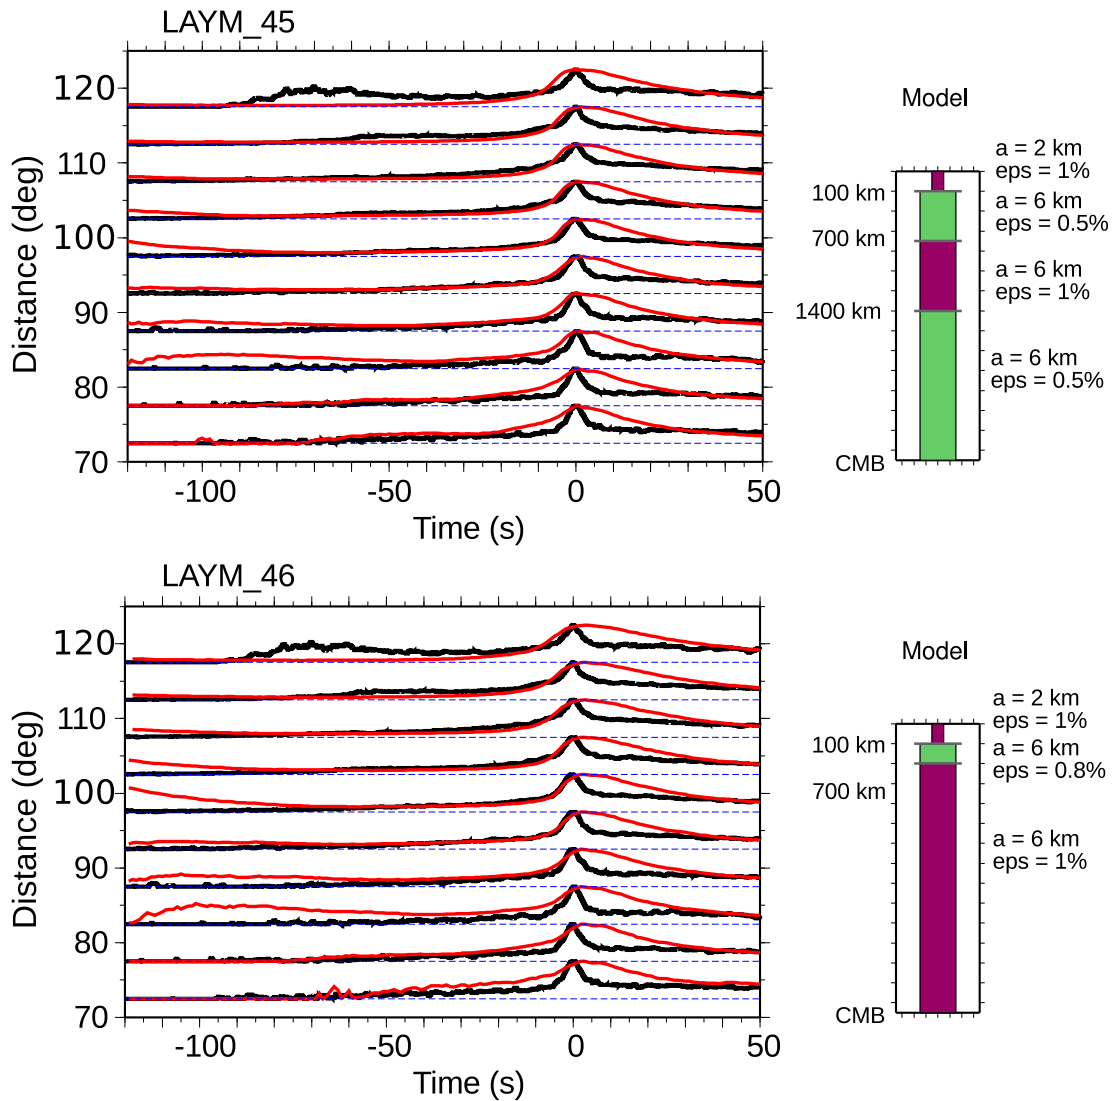 LAYM_45
120
110
100
90
80
70
Distance (deg)
-100
-50
0
50
Time (s)
Model
100 km
700 km
1400 km
CMB
a = 2 km
eps = 1%
a = 6 km
eps = 0.5%
a = 6 km
eps = 1%
a = 6 km
eps = 0.5%
LAYM_46
120
110
100
90
80
70
Distance (deg)
-100
-50
0
50
Time (s)
Model
100 km
700 km
CMB
a = 2 km
eps = 1%
a = 6 km
eps = 0.8%
a = 6 km
eps = 1%